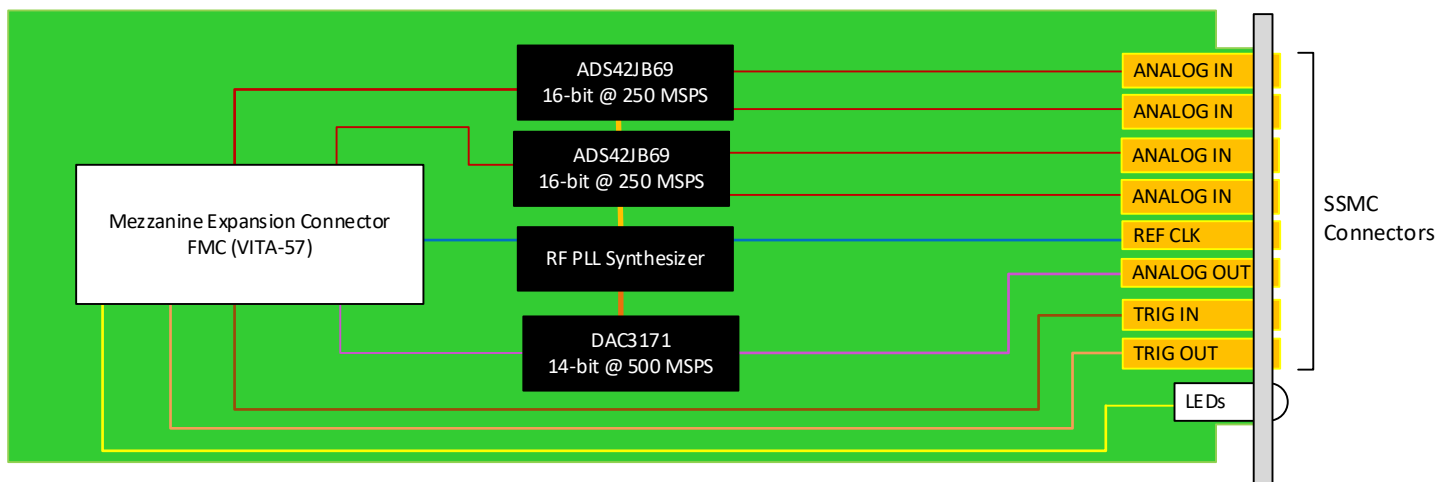 ADS42JB69
16-bit @ 250 MSPS
ADS42JB69
16-bit @ 250 MSPS
Mezzanine Expansion Connector
FMC (VITA-57)
RF PLL Synthesizer
DAC3171
14-bit @ 500 MSPS
ANALOG IN
ANALOG IN
ANALOG IN
ANALOG IN
REF CLK
ANALOG OUT
TRIG IN
TRIG OUT
LEDs
SSMC
Connectors